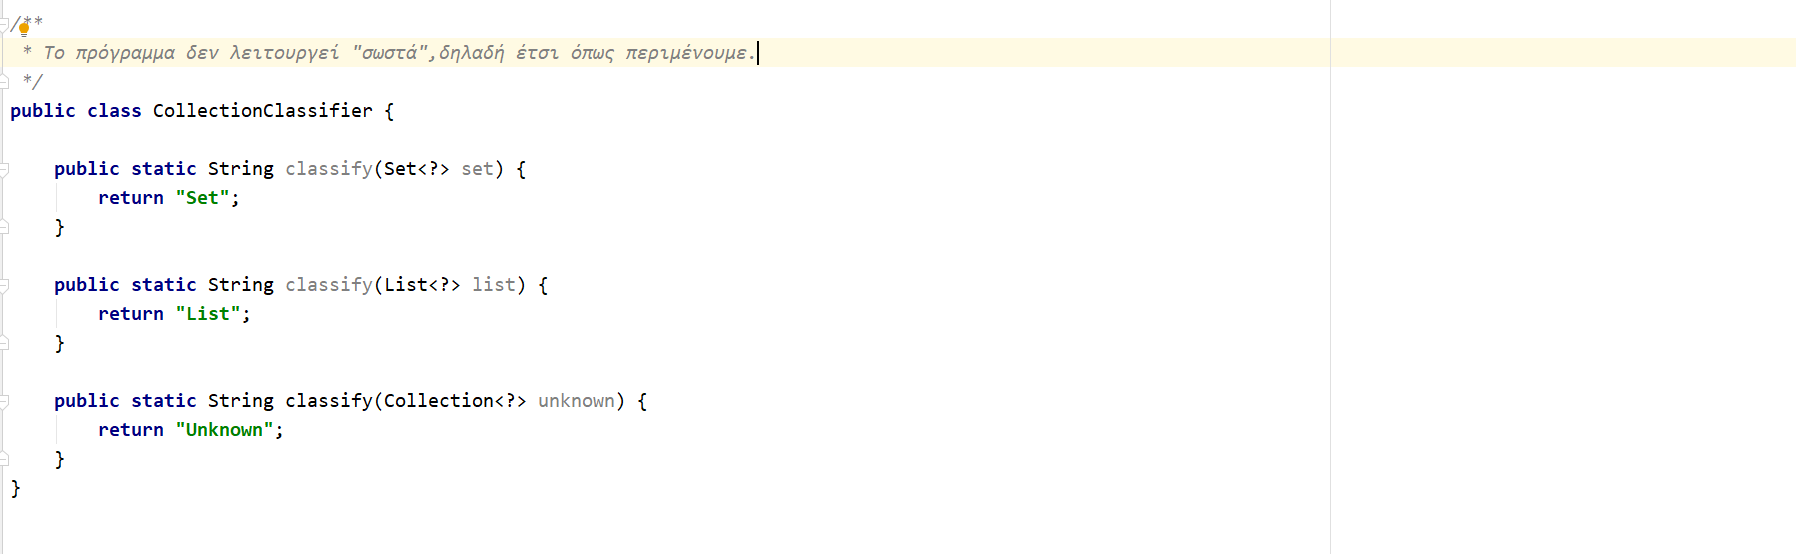 /**
 * Το πρόγραμμα δεν λειτουργεί "σωστά",δηλαδή έτσι όπως περιμένουμε.
 */
public class CollectionClassifier {
    public static String classify(Set<?> set) {
        return "Set";
    }
    public static String classify(List<?> list) {
        return "List";
    }
    public static String classify(Collection<?> unknown) {
        return "Unknown";
    }
}